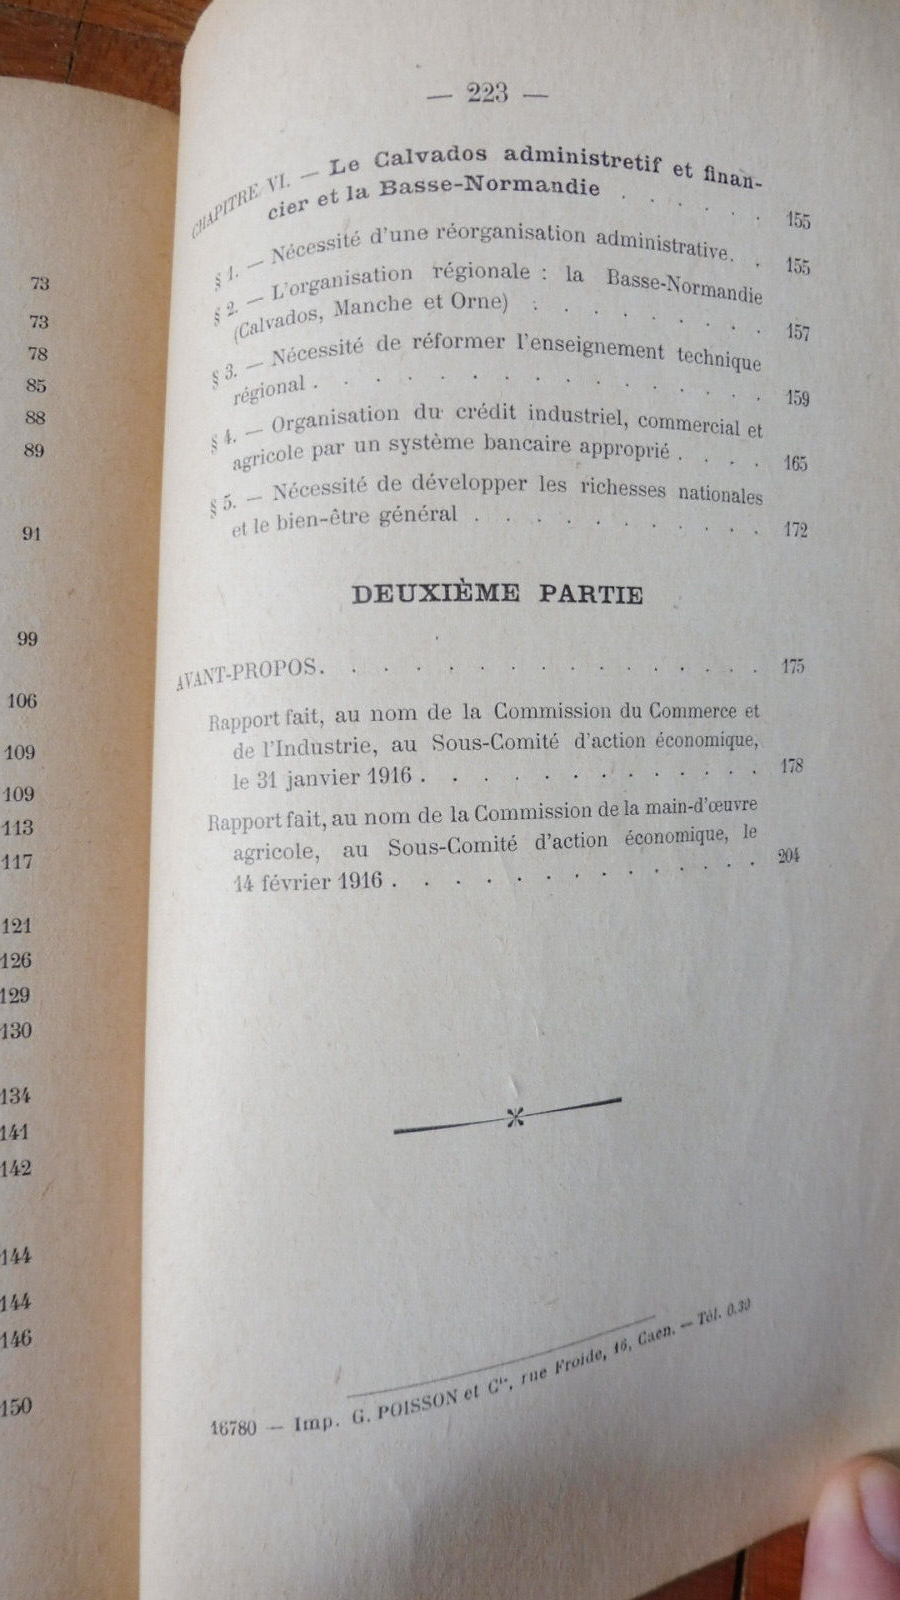 73
73
78
85
88
89
91
99
106
109
109
113
117
121
126
129
130
134
141
142
144
144
146
150
— 223 —
CHAPITRE VI. — Le Calvados administretif et finan-
cier et la Basse-Normandie . . . . . 155
§ 1. — Nécessité d'une réorganisation administrative. . 155
§ 2. — L'organisation régionale : la Basse-Normandie
(Calvados, Manche et Orne) . . . . . . . . 157
§ 3. — Nécessité de réformer l'enseignement technique
régional . . . . . . . . . . . . . . 159
§ 4. — Organisation du crédit industriel, commercial et
agricole par un système bancaire approprié . . . . 165
§ 5. — Nécessité de développer les richesses nationales
et le bien-être général . . . . . . . . . . 172
DEUXIÈME PARTIE
AVANT-PROPOS. . . . . . . . . . . . . . . 175
Rapport fait, au nom de la Commission du Commerce et
de l'Industrie, au Sous-Comité d'action économique,
le 31 janvier 1916 . . . . . . . . . . . . 178
Rapport fait, au nom de la Commission de la main-d'œuvre
agricole, au Sous-Comité d'action économique, le
14 février 1916 . . . . . . . . . . . . . 204
16780 — Imp. G. POISSON et Cie, rue Froide, 16, Caen. — Tél. 0.30